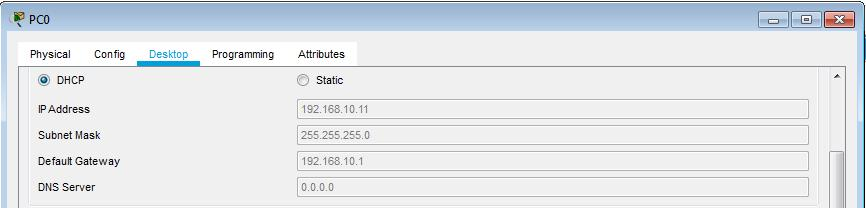 PC0
Physical Config Desktop Programming Attributes
DHCP Static
IP Address 192.168.10.11
Subnet Mask 255.255.255.0
Default Gateway 192.168.10.1
DNS Server 0.0.0.0